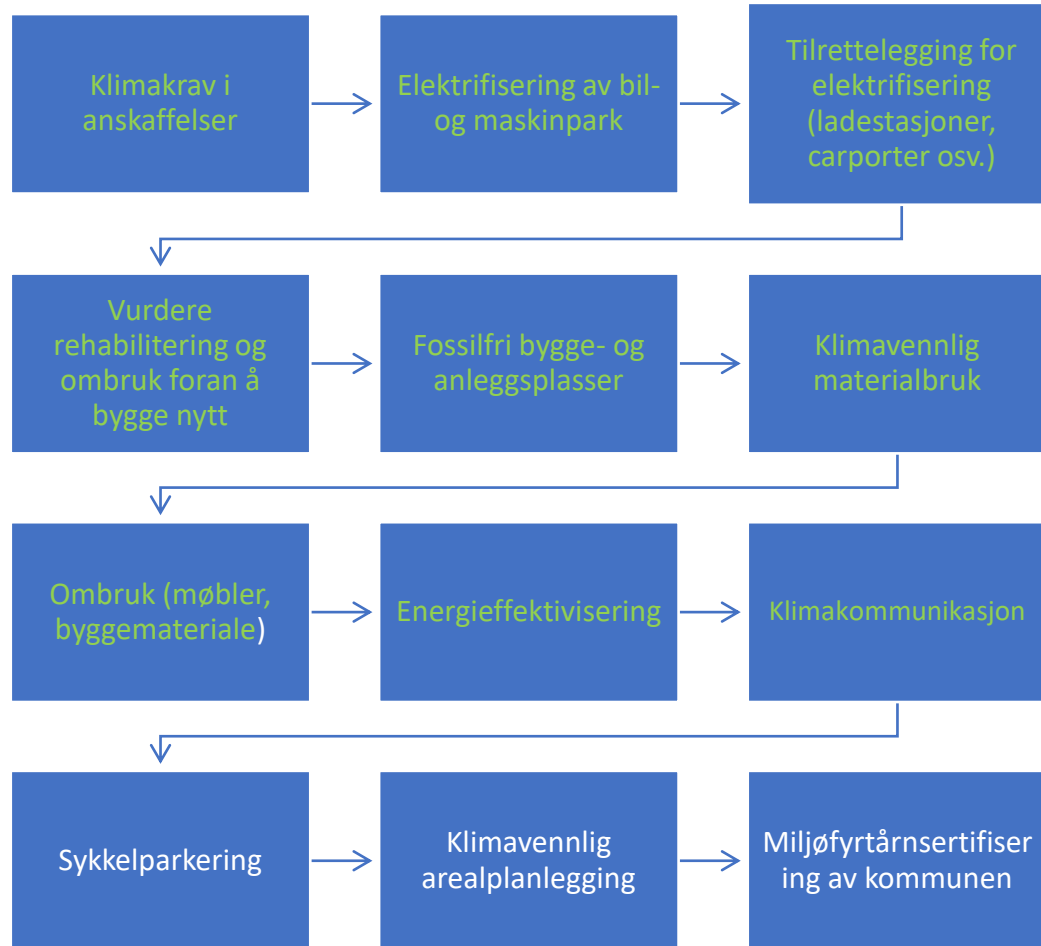 Klimakrav i
anskaffelser
Elektrifisering av bil-
og maskinpark
Tilrettelegging for
elektrifisering
(ladestasjoner,
carporter osv.)
Vurdere
rehabilitering og
ombruk foran å
bygge nytt
Fossilfri bygge- og
anleggsplasser
Klimavennlig
materialbruk
Ombruk (møbler,
byggemateriale)
Energieffektivisering
Klimakommunikasjon
Sykkelparkering
Klimavennlig
arealplanlegging
Miljøfyrtårnsertifiser
ing av kommunen